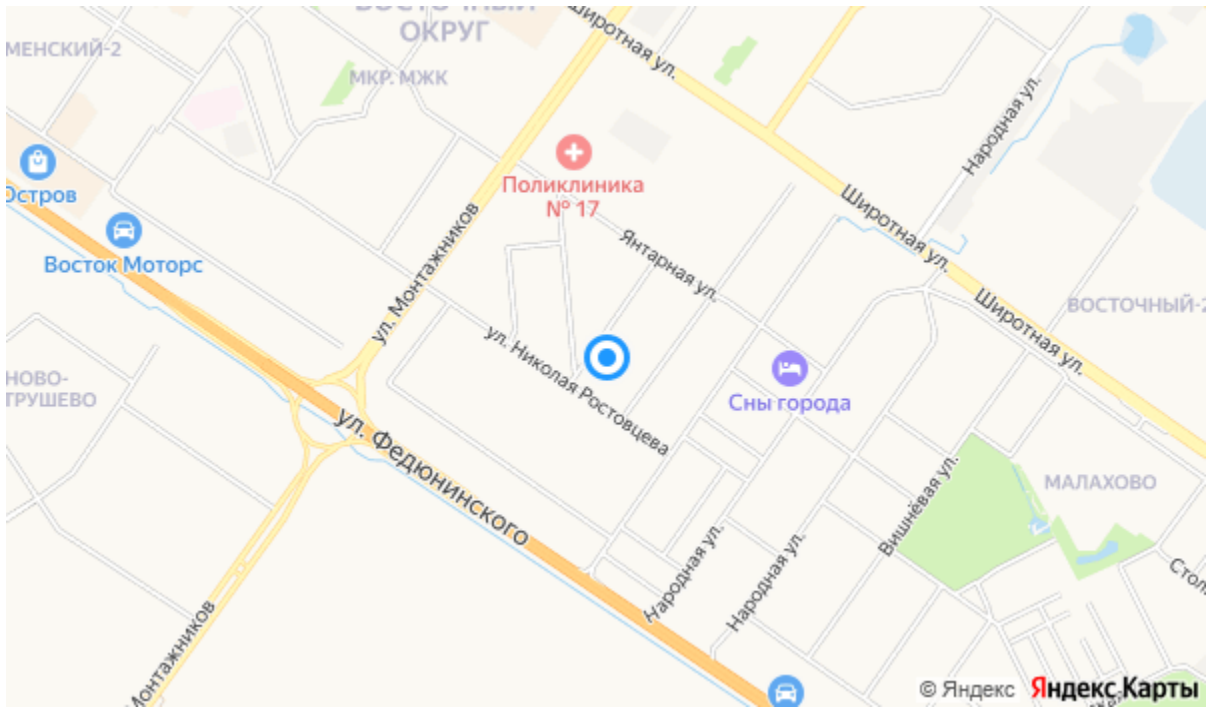 ВОСТОЧНЫЙ
ОКРУГ
МЕНСКИЙ-2
МКР. МЖК
Широтная ул.
Народная ул.
Поликлиника
№ 17
Остров
Восток Моторс
ул. Монтажников
Янтарная ул.
Широтная ул.
Широтная ул.
ВОСТОЧНЫЙ-2
ул. Николая Ростовцева
Сны города
НОВО-
ТРУШЕВО
ул. Федюнинского
Вишнёвая ул.
МАЛАХОВО
Народная ул.
Народная ул.
Стол
Монтажников
© Яндекс Яндекс Карты